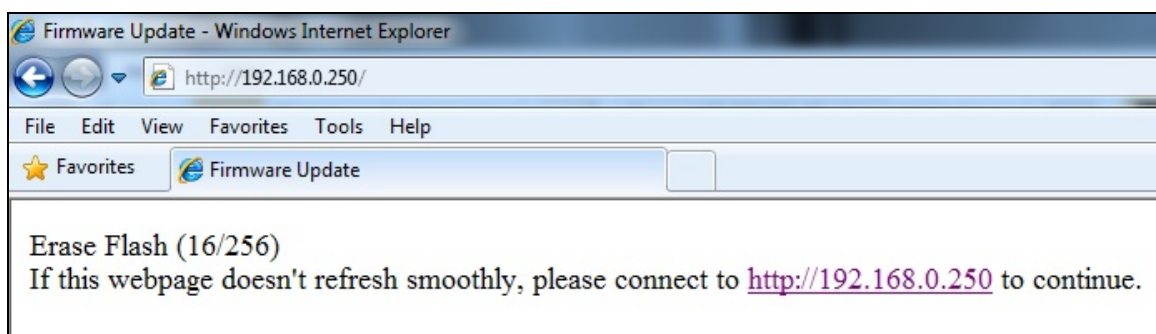 Firmware Update - Windows Internet Explorer
http://192.168.0.250/
File Edit View Favorites Tools Help
Favorites Firmware Update
Erase Flash (16/256)
If this webpage doesn't refresh smoothly, please connect to http://192.168.0.250 to continue.